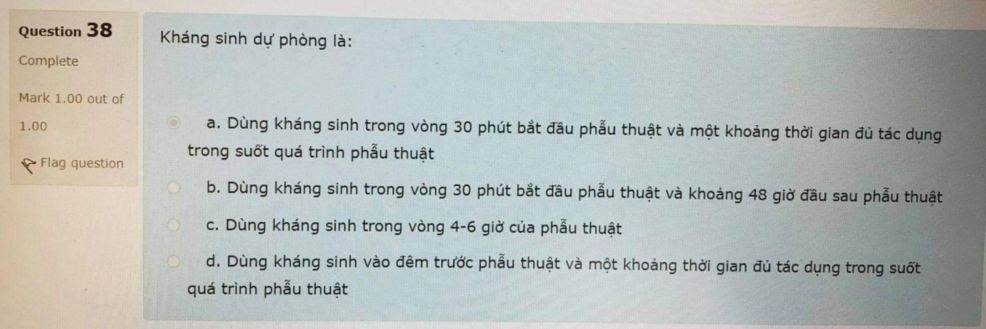 Question 38
Complete
Mark 1.00 out of
1.00
Flag question
Kháng sinh dự phòng là:
a. Dùng kháng sinh trong vòng 30 phút bắt đầu phẫu thuật và một khoảng thời gian đủ tác dụng
trong suốt quá trình phẫu thuật
b. Dùng kháng sinh trong vòng 30 phút bắt đầu phẫu thuật và khoảng 48 giờ đầu sau phẫu thuật
c. Dùng kháng sinh trong vòng 4-6 giờ của phẫu thuật
d. Dùng kháng sinh vào đêm trước phẫu thuật và một khoảng thời gian đủ tác dụng trong suốt
quá trình phẫu thuật